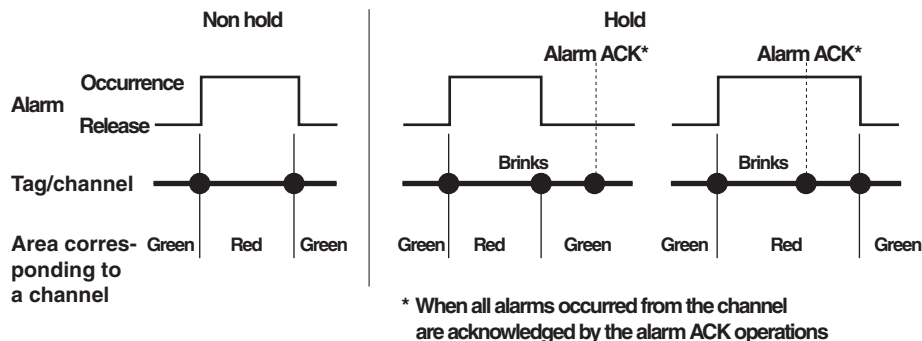 Non hold
Hold
Alarm ACK*
Alarm ACK*
Occurrence
Alarm
Release
Brinks
Brinks
Tag/channel
Area corres-
ponding to
a channel
Green Red Green
Green Red Green
Green Red Green
* When all alarms occurred from the channel
are acknowledged by the alarm ACK operations